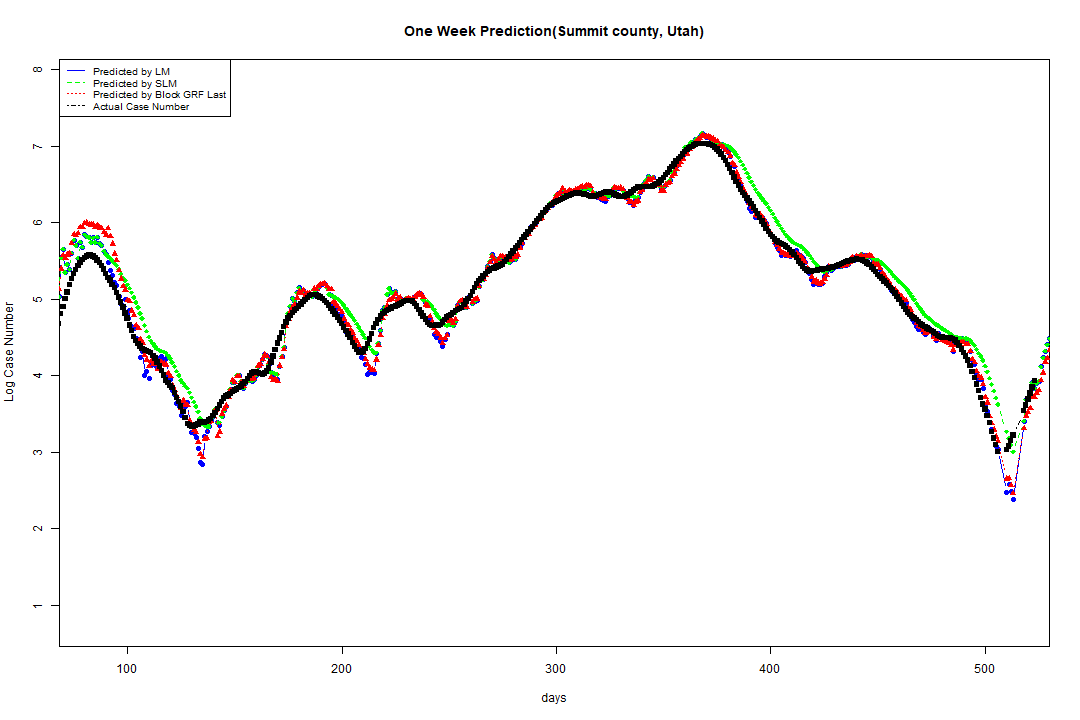 One Week Prediction(Summit county, Utah)
Predicted by LM
Predicted by SLM
Predicted by Block GRF Last
Actual Case Number
8
7
6
5
4
3
2
1
Log Case Number
100 200 300 400 500
days